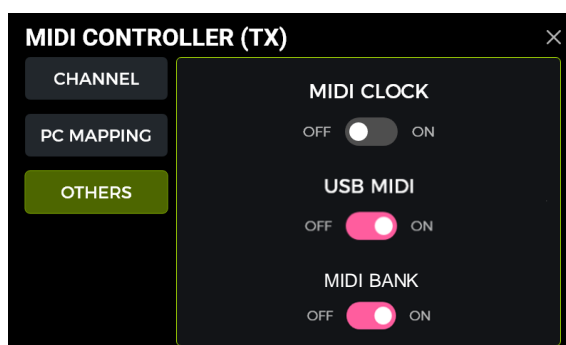 MIDI CONTROLLER (TX)
CHANNEL
PC MAPPING
OTHERS
MIDI CLOCK
OFF ON
USB MIDI
OFF ON
MIDI BANK
OFF ON